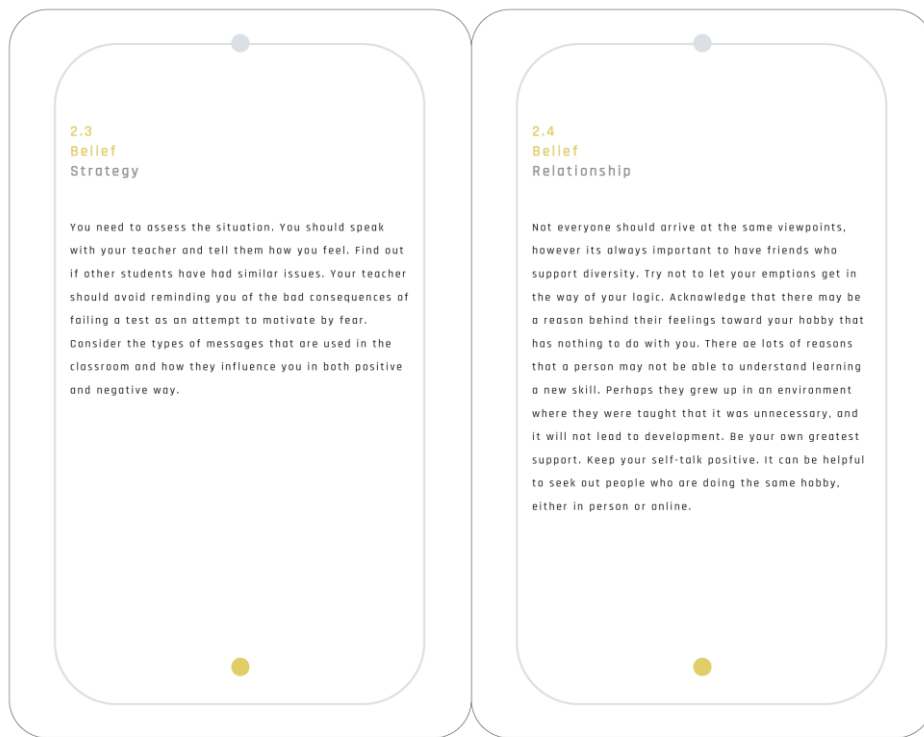 2.3
Belief
Strategy
You need to assess the situation. You should speak
with your teacher and tell them how you feel. Find out
if other students have had similar issues. Your teacher
should avoid reminding you of the bad consequences of
failing a test as an attempt to motivate by fear.
Consider the types of messages that are used in the
classroom and how they influence you in both positive
and negative way.
2.4
Belief
Relationship
Not everyone should arrive at the same viewpoints,
however its always important to have friends who
support diversity. Try not to let your emptions get in
the way of your logic. Acknowledge that there may be
a reason behind their feelings toward your hobby that
has nothing to do with you. There ae lots of reasons
that a person may not be able to understand learning
a new skill. Perhaps they grew up in an environment
where they were taught that it was unnecessary, and
it will not lead to development. Be your own greatest
support. Keep your self-talk positive. It can be helpful
to seek out people who are doing the same hobby,
either in person or online.